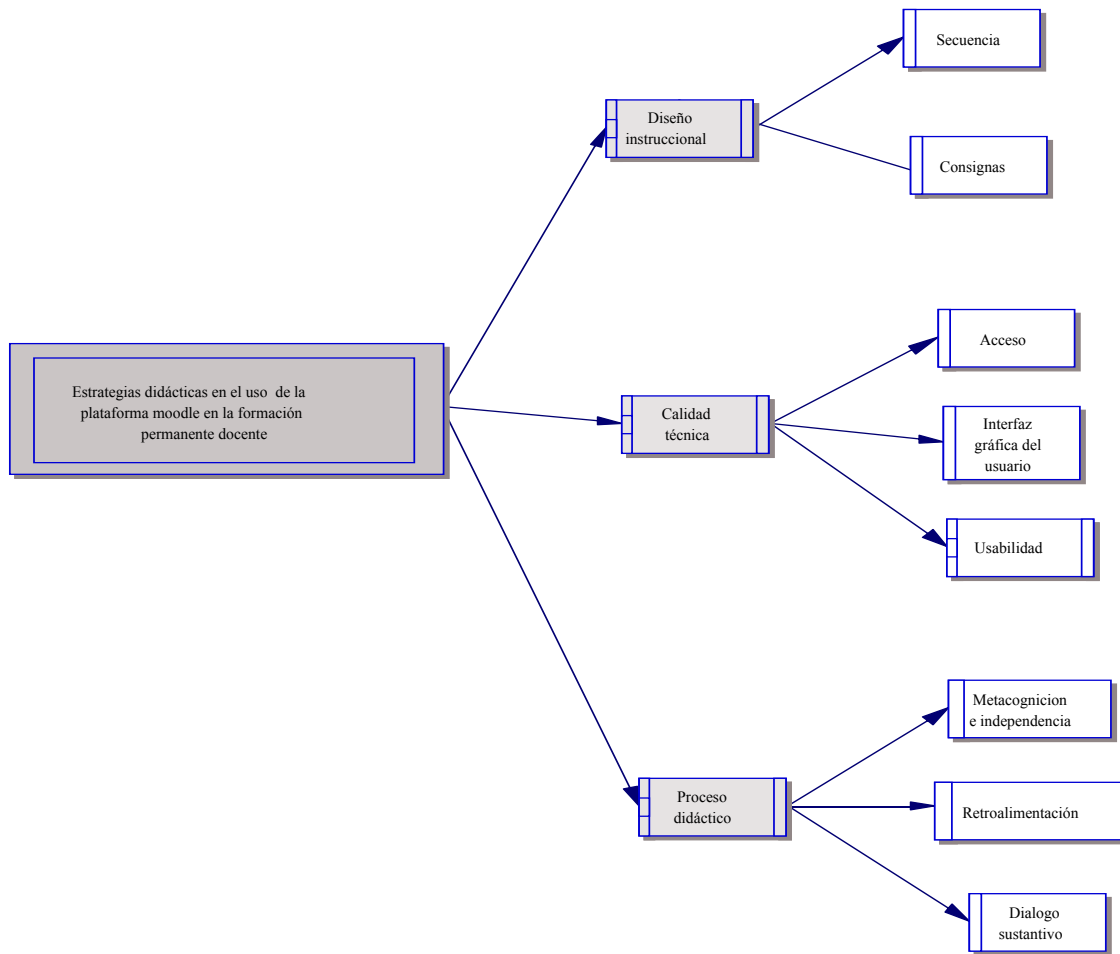 Secuencia
Diseño
instruccional
Consignas
Acceso
Estrategias didácticas en el uso de la
plataforma moodle en la formación
permanente docente
Calidad
técnica
Interfaz
gráfica del
usuario
Usabilidad
Metacognicion
e independencia
Proceso
didáctico
Retroalimentación
Dialogo
sustantivo